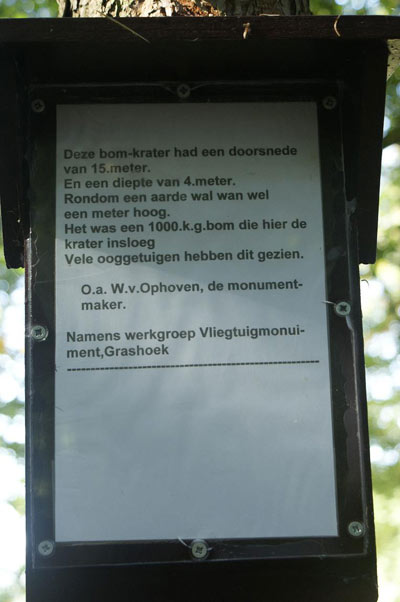 Deze bom-krater had een doorsnede
van 15.meter.
En een diepte van 4.meter.
Rondom een aarde wal wan wel
een meter hoog.
Het was een 1000.k.g.bom die hier de
krater insloeg
Vele ooggetuigen hebben dit gezien.
O.a. W.v.Ophoven, de monument-
maker.
Namens werkgroep Vliegtuigmonui-
iment,Grashoek